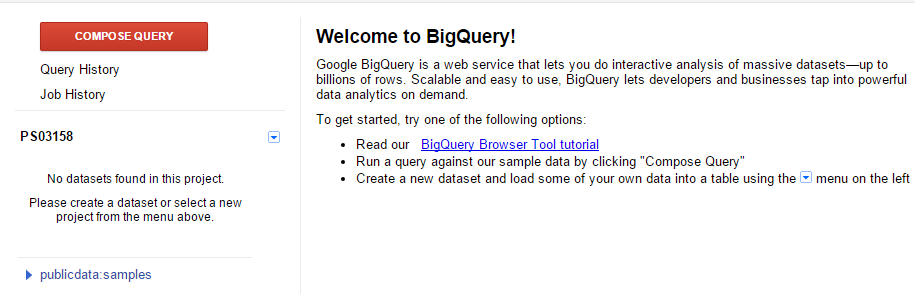 COMPOSE QUERY
Query History
Job History
PS03158
No datasets found in this project.
Please create a dataset or select a new
project from the menu above.
publicdata:samples
Welcome to BigQuery!
Google BigQuery is a web service that lets you do interactive analysis of massive datasets—up to
billions of rows. Scalable and easy to use, BigQuery lets developers and businesses tap into powerful
data analytics on demand.
To get started, try one of the following options:
• Read our BigQuery Browser Tool tutorial
• Run a query against our sample data by clicking "Compose Query"
• Create a new dataset and load some of your own data into a table using the menu on the left